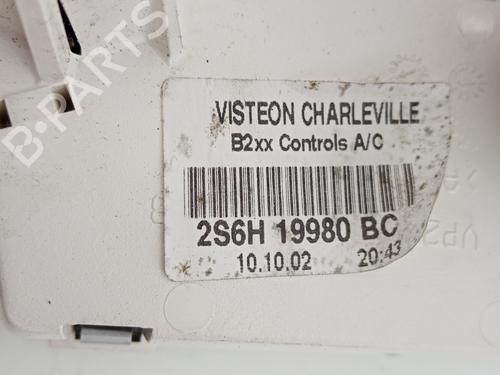 VISTEON CHARLEVILLE
B2xx Controls A/C
2S6H 19980 BC
10.10.02 20:43
B-PARTS